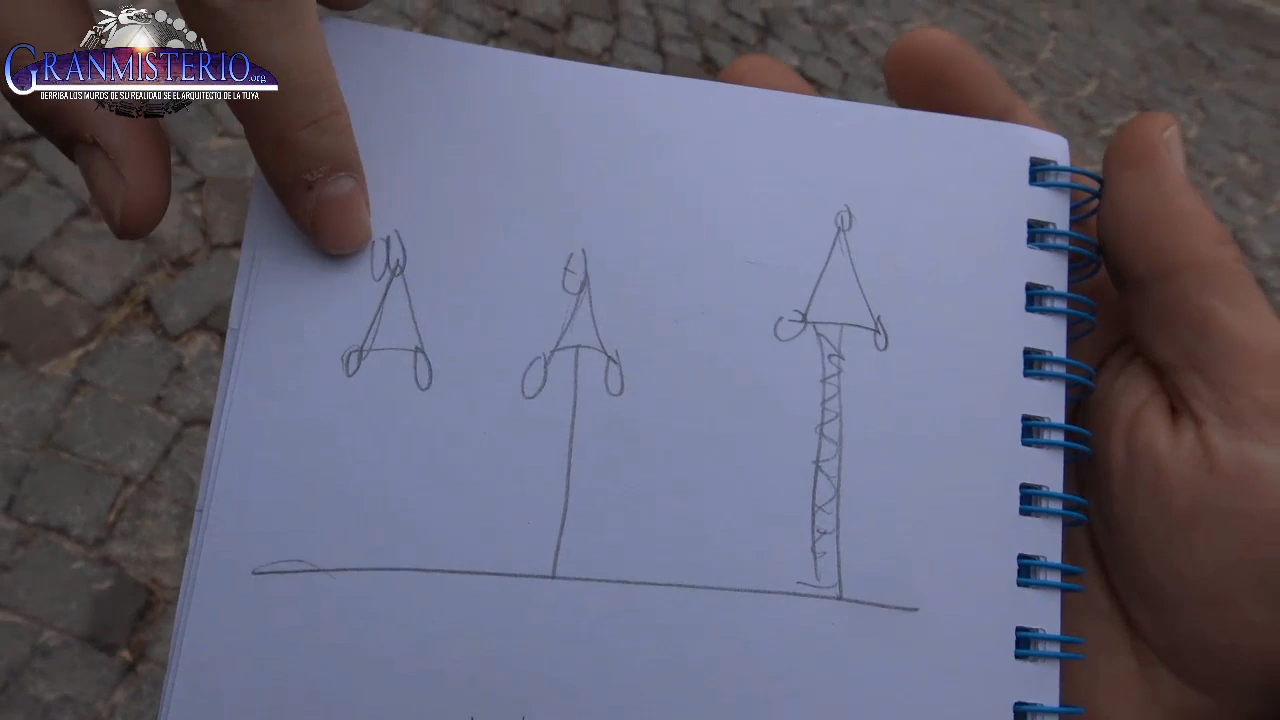 GRANMISTERIO.org
DERRIBA LOS MUROS DE SU REALIDAD SE EL ARQUITECTO DE LA TUYA